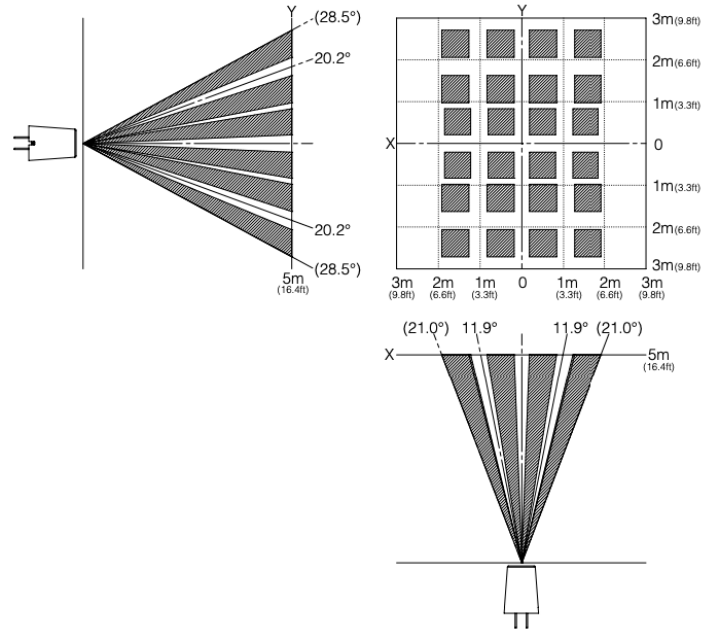 Y
(28.5°)
20.2°
20.2°
(28.5°)
5m
(16.4ft)
Y
3m(9.8ft)
2m(6.6ft)
1m(3.3ft)
X
0
1m(3.3ft)
2m(6.6ft)
3m(9.8ft)
3m 2m 1m 0 1m 2m 3m
(9.8ft) (6.6ft) (3.3ft) (3.3ft) (6.6ft) (9.8ft)
(21.0°) 11.9° 11.9° (21.0°)
X
5m
(16.4ft)